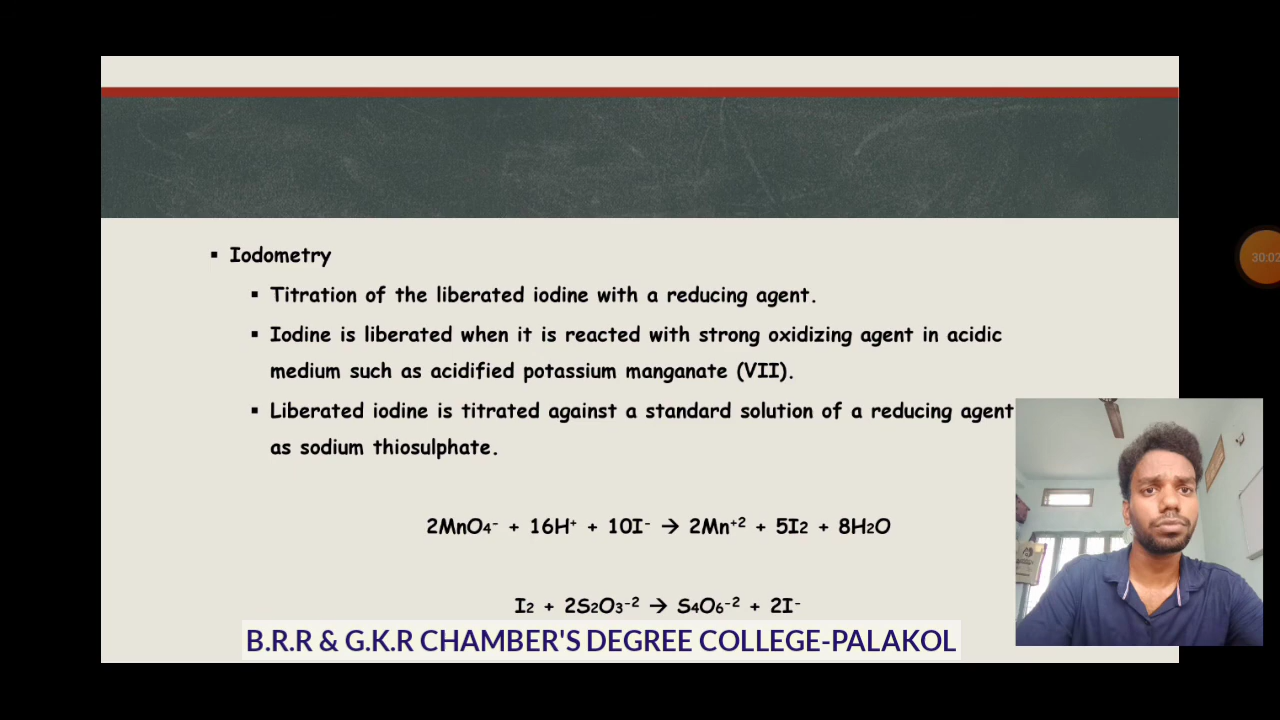 Iodometry
Titration of the liberated iodine with a reducing agent.
Iodine is liberated when it is reacted with strong oxidizing agent in acidic
medium such as acidified potassium manganate (VII).
Liberated iodine is titrated against a standard solution of a reducing agent
as sodium thiosulphate.
2MnO4⁻ + 16H⁺ + 10I⁻ → 2Mn⁺² + 5I2 + 8H2O
I2 + 2S2O3⁻² → S4O6⁻² + 2I⁻
B.R.R & G.K.R CHAMBER'S DEGREE COLLEGE-PALAKOL
30:02